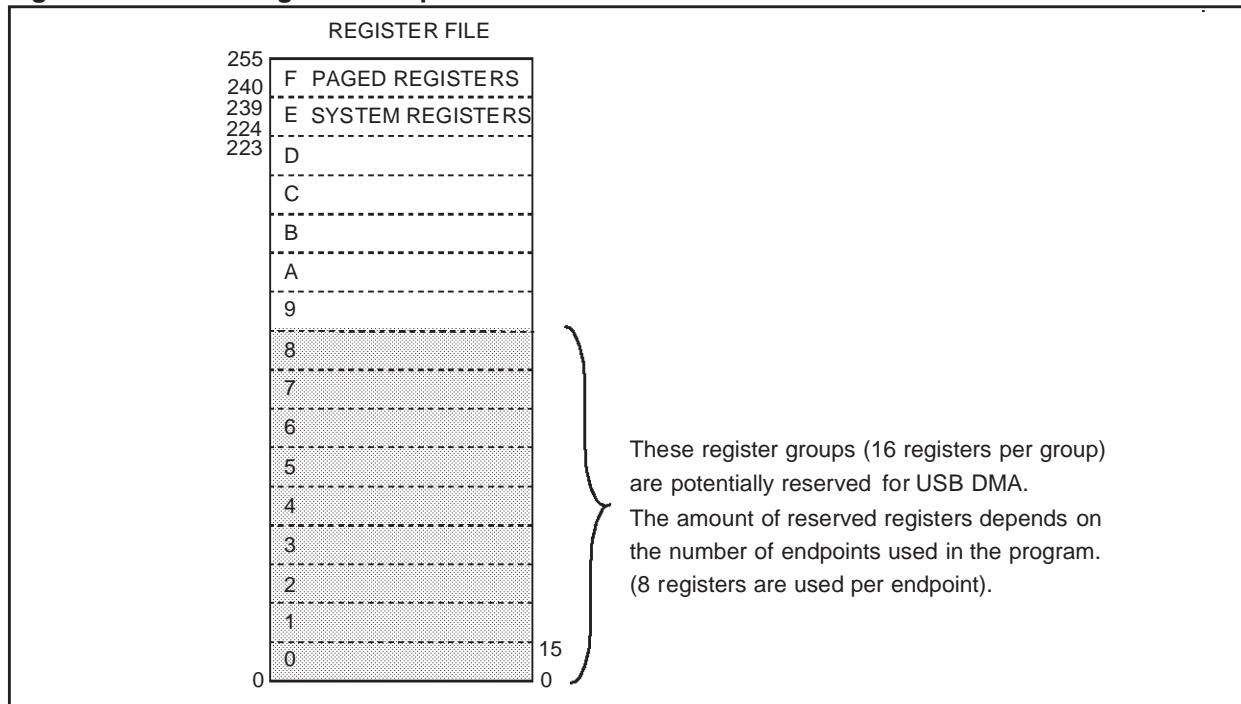 REGISTER FILE
255
240
F PAGED REGISTERS
239
224
E SYSTEM REGISTERS
223
D
C
B
A
9
8
7
6
5
4
3
2
1
0
15
0
0
These register groups (16 registers per group)
are potentially reserved for USB DMA.
The amount of reserved registers depends on
the number of endpoints used in the program.
(8 registers are used per endpoint).